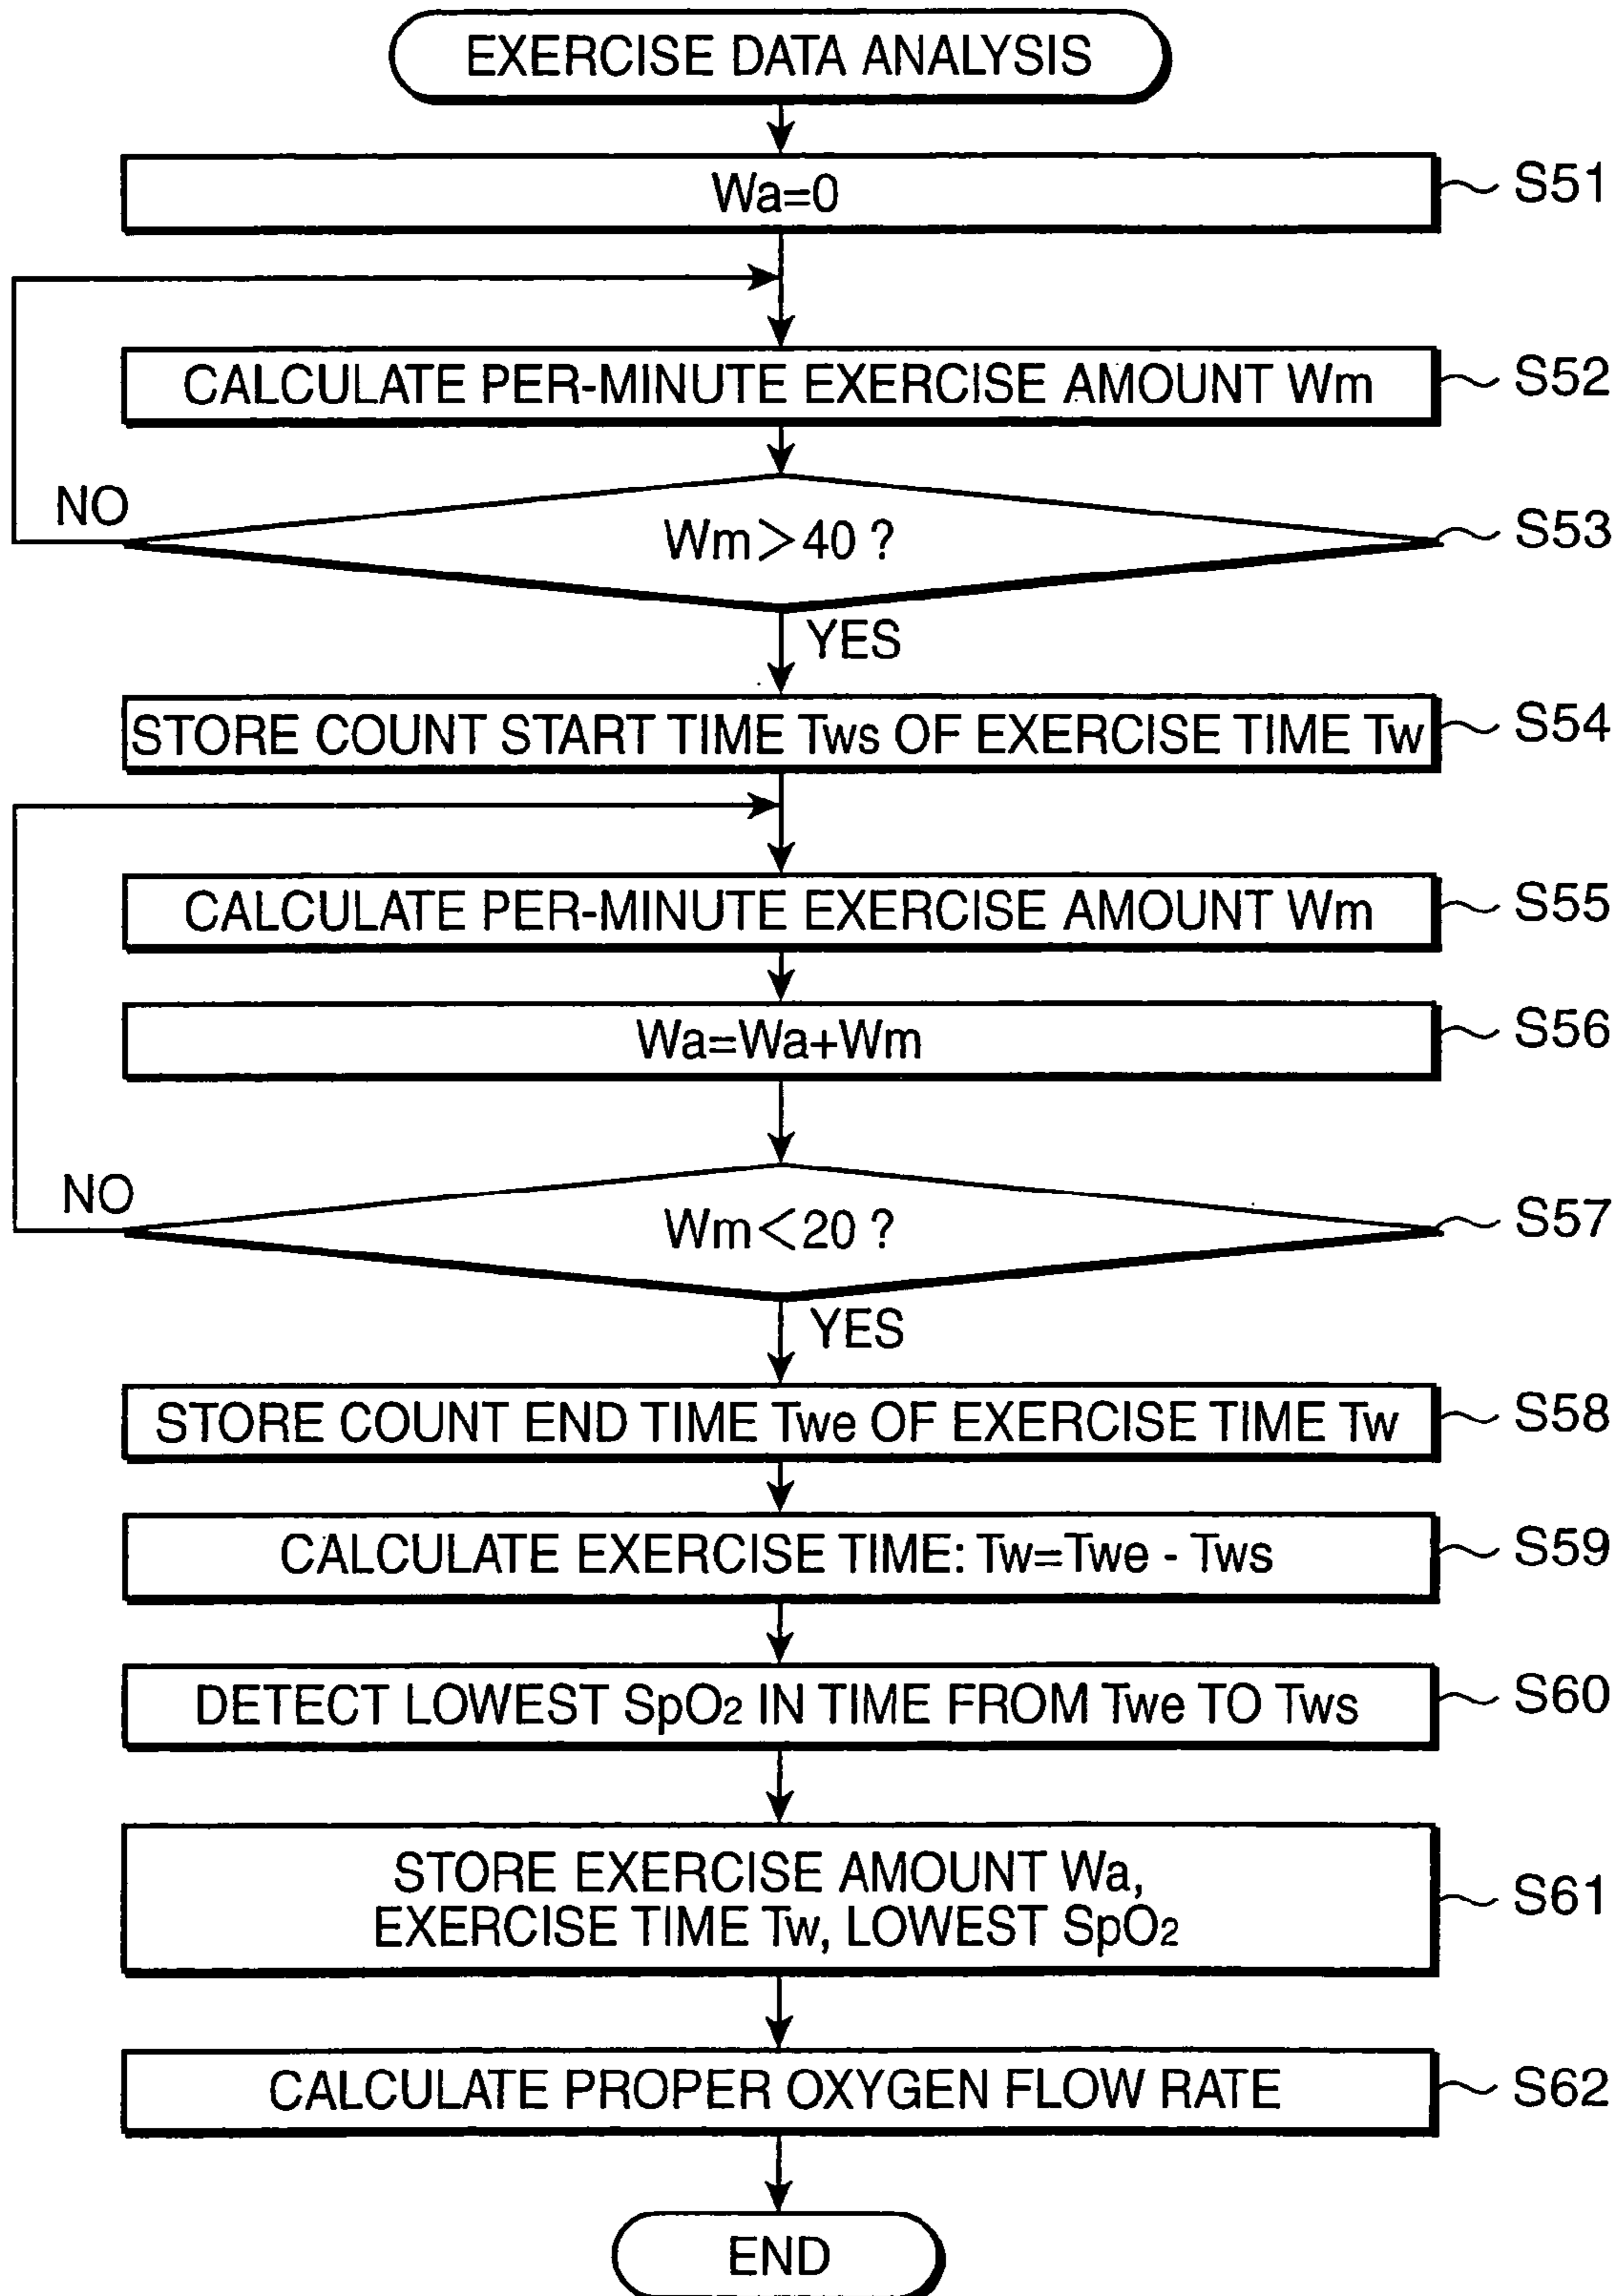 EXERCISE DATA ANALYSIS
Wa=0
S51
CALCULATE PER-MINUTE EXERCISE AMOUNT Wm
S52
NO
Wm>40 ?
S53
YES
STORE COUNT START TIME Tws OF EXERCISE TIME Tw
S54
CALCULATE PER-MINUTE EXERCISE AMOUNT Wm
S55
Wa=Wa+Wm
S56
NO
Wm<20 ?
S57
YES
STORE COUNT END TIME Twe OF EXERCISE TIME Tw
S58
CALCULATE EXERCISE TIME: Tw=Twe - Tws
S59
DETECT LOWEST SpO2 IN TIME FROM Twe TO Tws
S60
STORE EXERCISE AMOUNT Wa,
EXERCISE TIME Tw, LOWEST SpO2
S61
CALCULATE PROPER OXYGEN FLOW RATE
S62
END